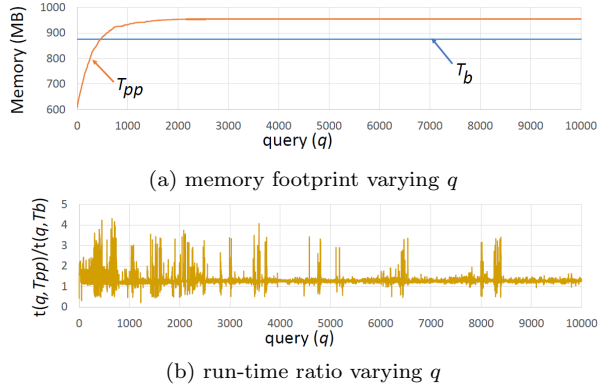 Memory (MB)
1000
900
800
700
600
T_pp
T_b
0 1000 2000 3000 4000 5000 6000 7000 8000 9000 10000
query (q)
(a) memory footprint varying q
t(q,Tpp)/t(q,Tb)
5
4
3
2
1
0
0 1000 2000 3000 4000 5000 6000 7000 8000 9000 10000
query (q)
(b) run-time ratio varying q